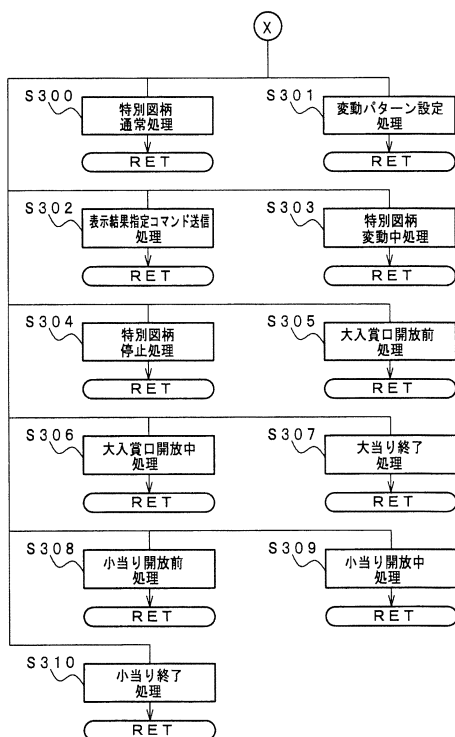 X
S300
特別図柄
通常処理
RET
S301
変動パターン設定
処理
RET
S302
表示結果指定コマンド送信
処理
RET
S303
特別図柄
変動中処理
RET
S304
特別図柄
停止処理
RET
S305
大入賞口開放前
処理
RET
S306
大入賞口開放中
処理
RET
S307
大当り終了
処理
RET
S308
小当り開放前
処理
RET
S309
小当り開放中
処理
RET
S310
小当り終了
処理
RET